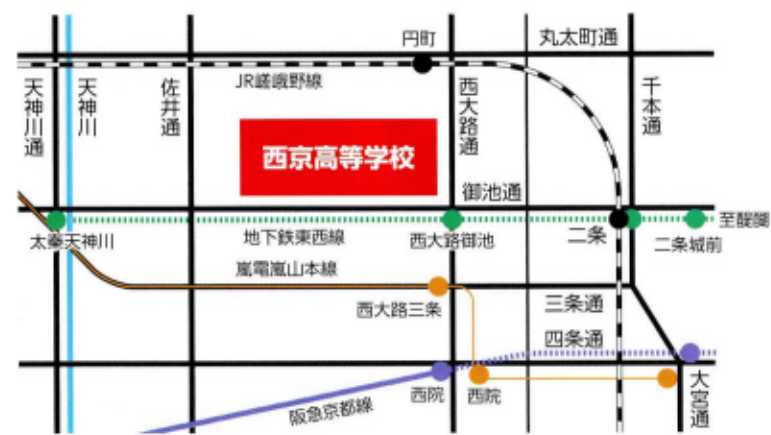 円町
丸太町通
天神川通
天神川
佐井通
JR嵯峨野線
西大路通
千本通
西京高等学校
御池通
太秦天神川
地下鉄東西線
西大路御池
二条
至醍醐
二条城前
嵐電嵐山本線
西大路三条
三条通
四条通
西院
西院
大宮通
阪急京都線